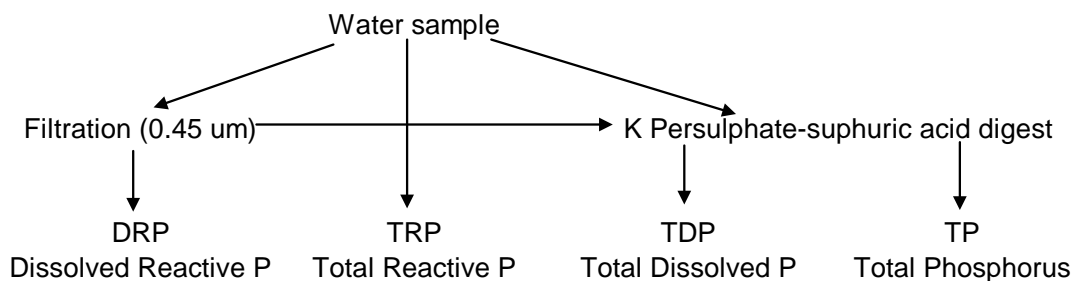 Water sample
Filtration (0.45 um)
K Persulphate-suphuric acid digest
DRP
TRP
TDP
TP
Dissolved Reactive P
Total Reactive P
Total Dissolved P
Total Phosphorus